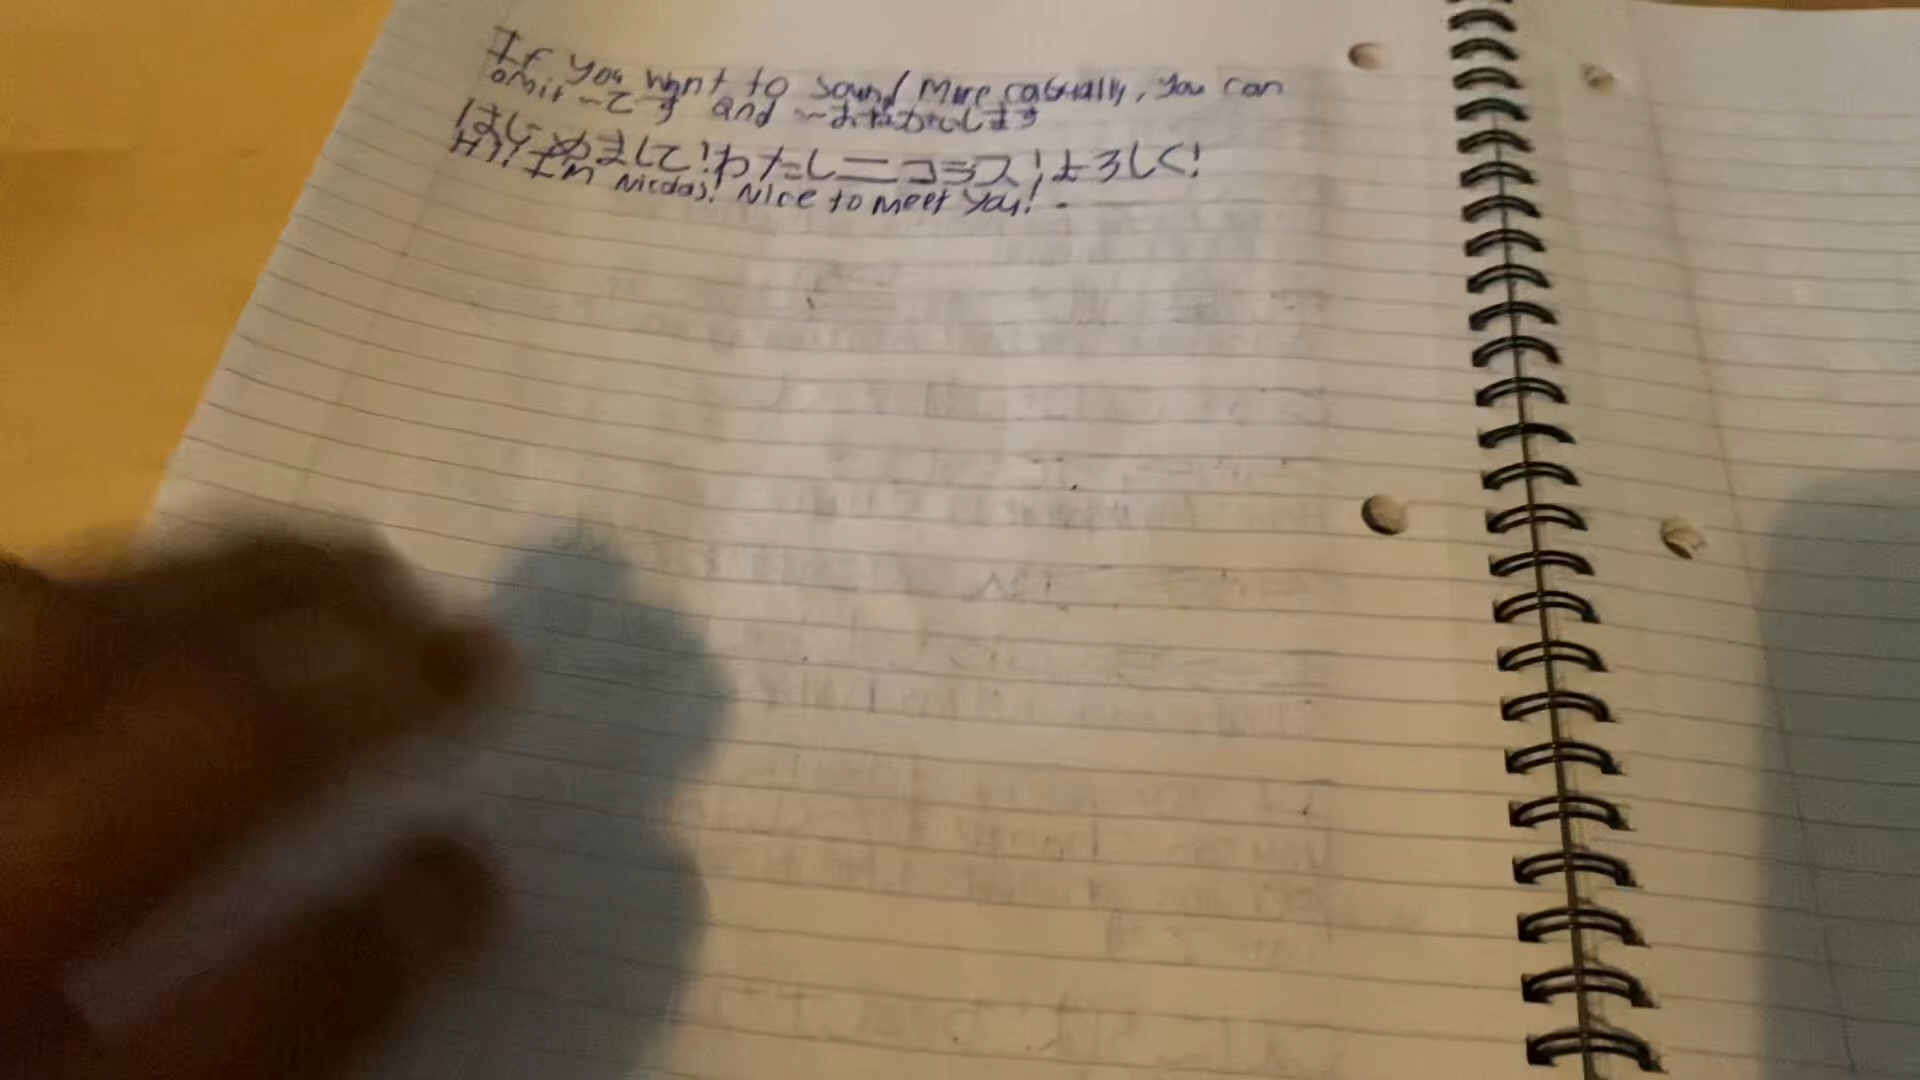 If you want to sound more casually, you can
omit ~です and ~おねがいします
はじめまして!わたしニコラス!よろしく!
Hi! I'm Nicolas! Nice to meet you!